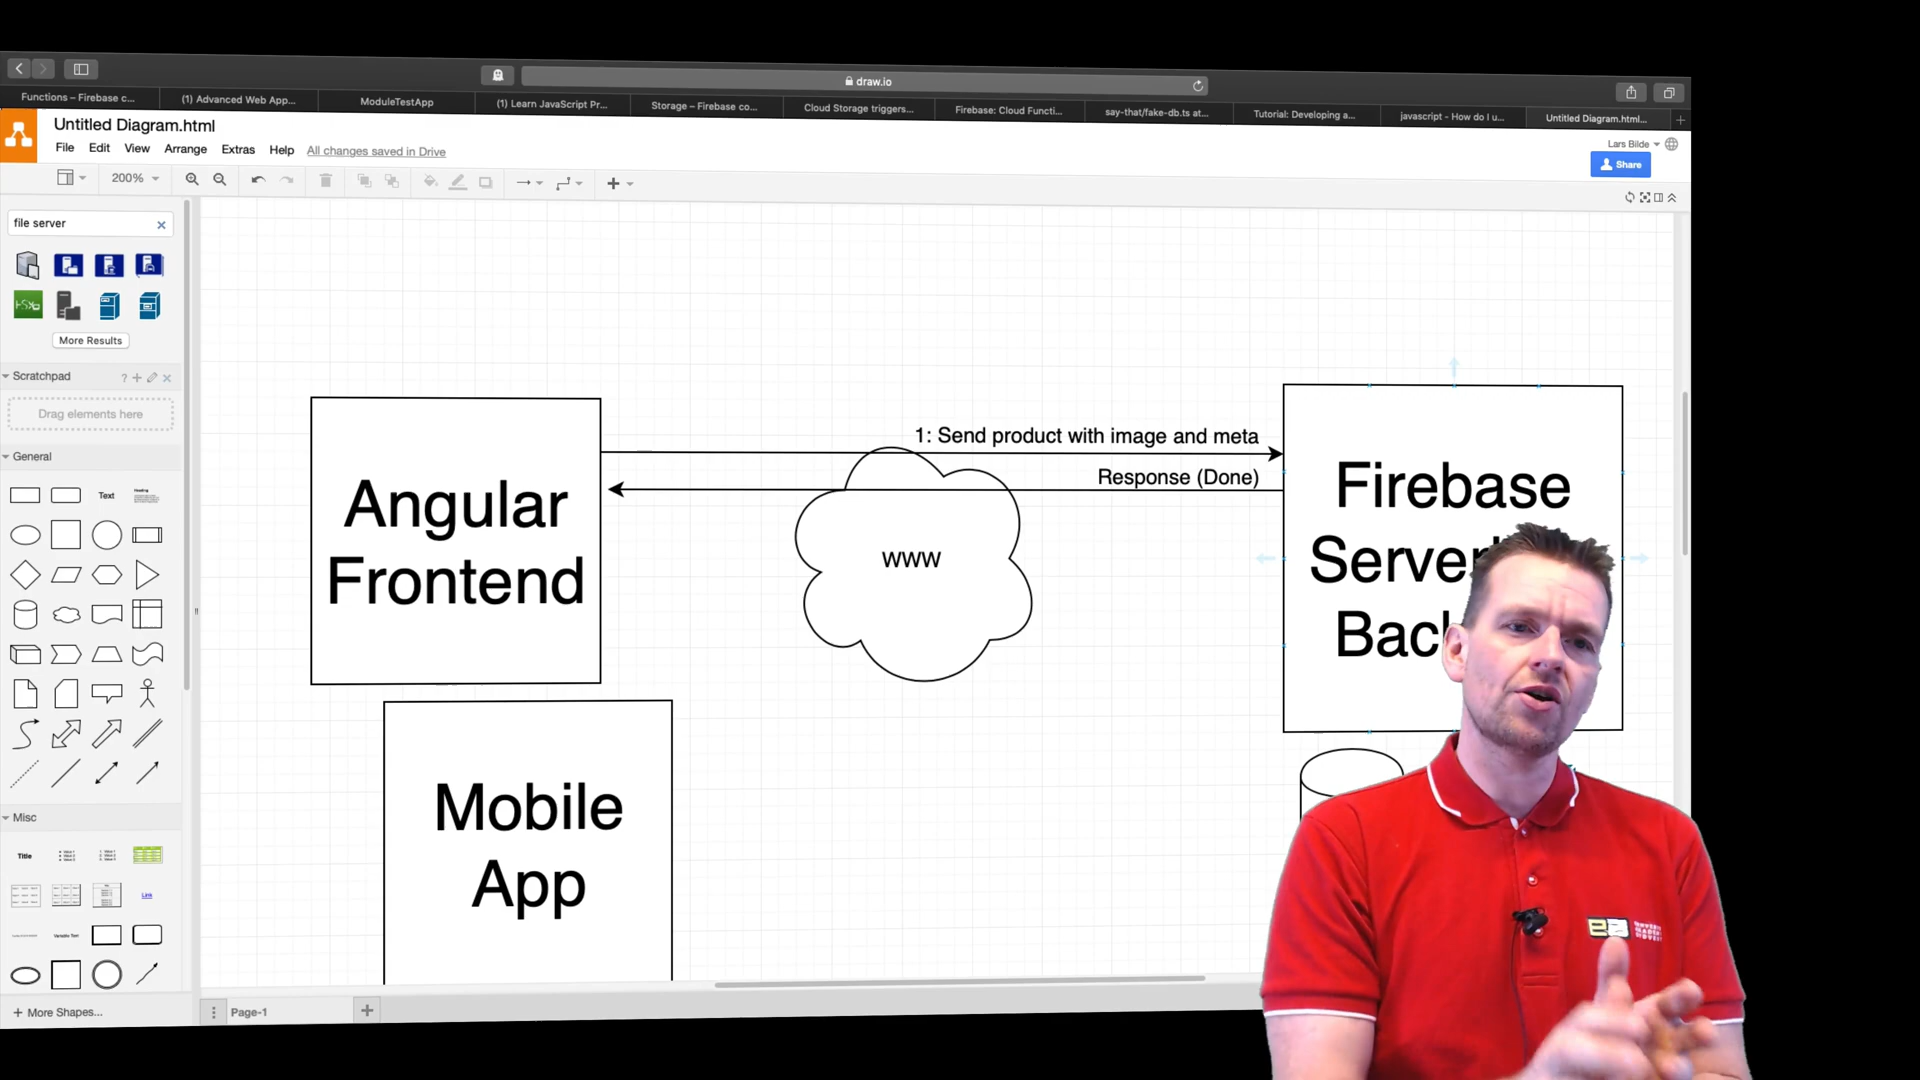 draw.io
Functions – Firebase c...
(1) Advanced Web App...
ModuleTestApp
(1) Learn JavaScript Pr...
Storage – Firebase co...
Cloud Storage triggers...
Firebase: Cloud Functi...
say-that/fake-db.ts at...
Tutorial: Developing a...
javascript - How do I u...
Untitled Diagram.html...
Untitled Diagram.html
Lars Bilde
File Edit View Arrange Extras Help All changes saved in Drive
Share
200%
file server
More Results
Scratchpad
?
Drag elements here
General
Text
Heading
1: Send product with image and meta
Response (Done)
Angular
Frontend
www
Firebase
Server
Bac
Mobile
App
Misc
Title
Link
Variable Text
More Shapes...
Page-1